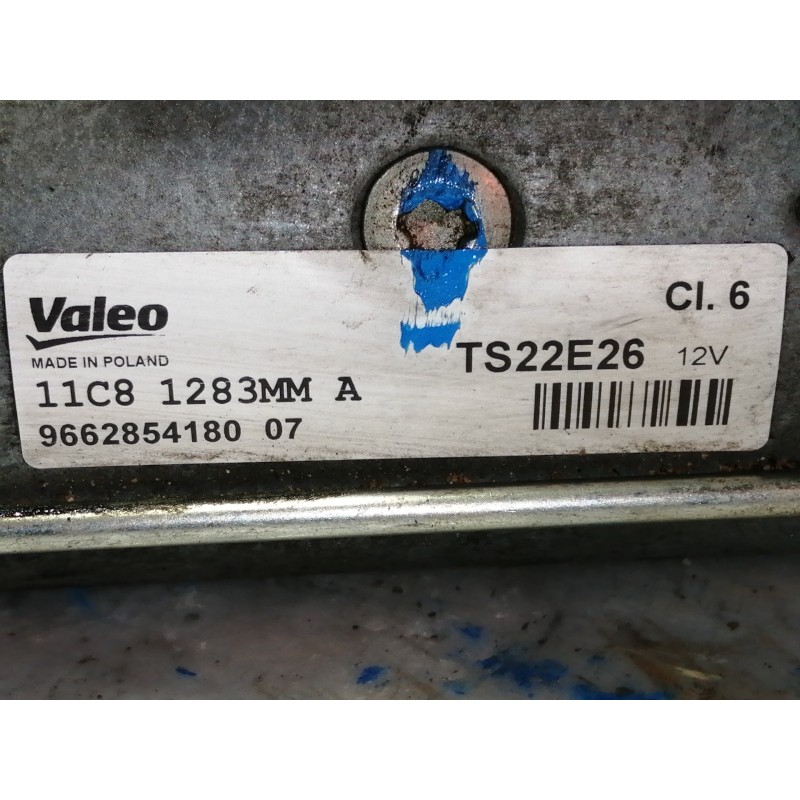 Valeo
Cl. 6
MADE IN POLAND
TS22E26 12V
11C8 1283MM A
9662854180 07